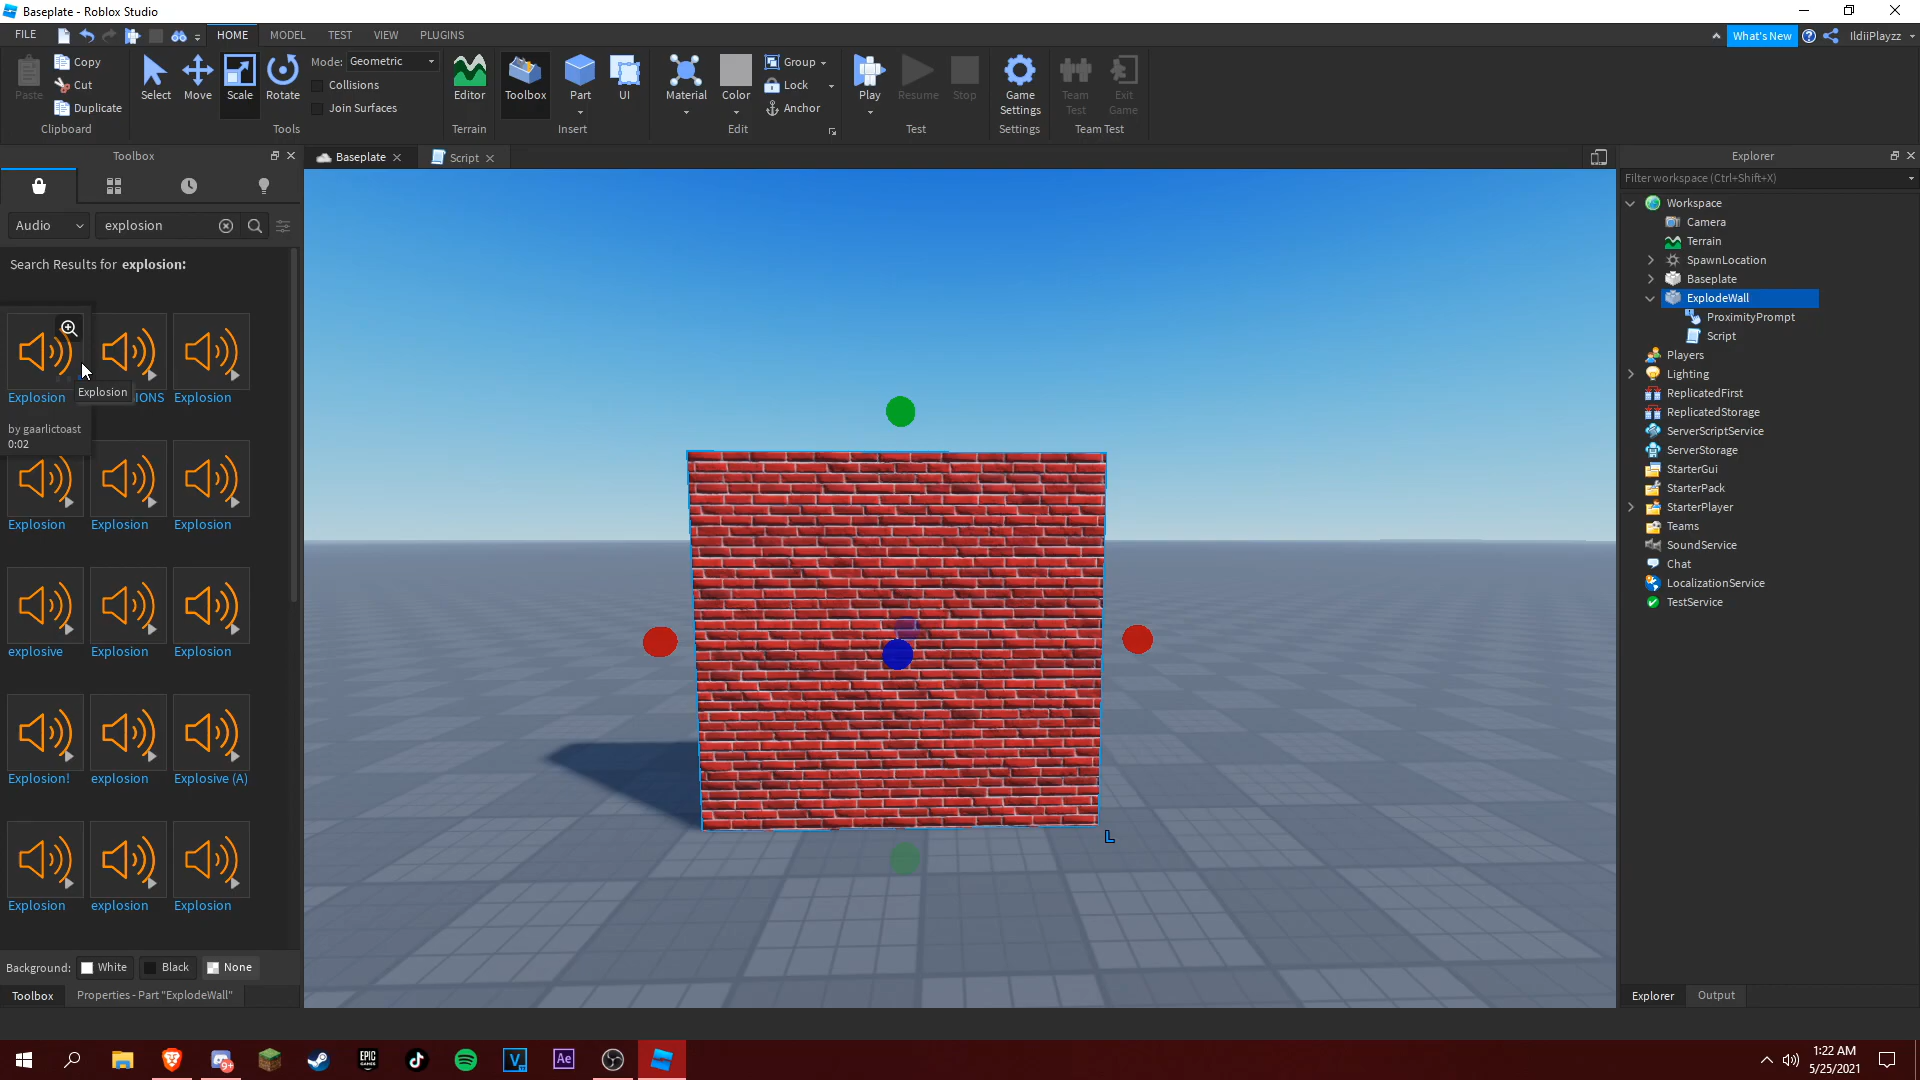 Baseplate - Roblox Studio
FILE HOME MODEL TEST VIEW PLUGINS What's New IldiiPlayzz
Paste Copy Cut Duplicate Clipboard
Select Move Scale Rotate Mode: Geometric Collisions Join Surfaces Tools
Editor Terrain
Toolbox Part UI Insert
Material Color Group Lock Anchor Edit
Play Resume Stop Test
Game Settings Settings
Team Test Exit Game Team Test
Toolbox
Baseplate Script
Audio explosion
Search Results for explosion:
Explosion IONS Explosion
Explosion
by gaarlictoast
0:02
Explosion Explosion Explosion
explosive Explosion Explosion
Explosion! explosion Explosive (A)
Explosion explosion Explosion
Background: White Black None
Toolbox Properties - Part "ExplodeWall"
L
Explorer
Filter workspace (Ctrl+Shift+X)
Workspace
Camera
Terrain
SpawnLocation
Baseplate
ExplodeWall
ProximityPrompt
Script
Players
Lighting
ReplicatedFirst
ReplicatedStorage
ServerScriptService
ServerStorage
StarterGui
StarterPack
StarterPlayer
Teams
SoundService
Chat
LocalizationService
TestService
Explorer Output
9+
EPIC GAMES
V
Ae
1:22 AM
5/25/2021